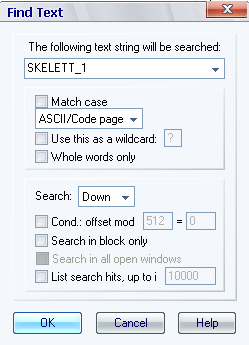 Find Text
The following text string will be searched:
SKELETT_1
Match case
ASCII/Code page
Use this as a wildcard: ?
Whole words only
Search: Down
Cond.: offset mod 512 = 0
Search in block only
Search in all open windows
List search hits, up to i 10000
OK Cancel Help